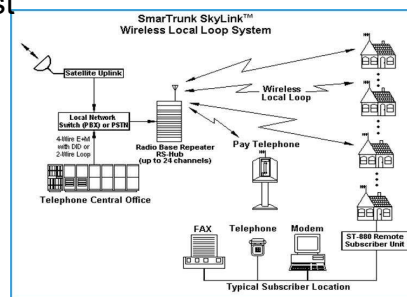 st
SmarTrunk SkyLink™
Wireless Local Loop System
Satellite Uplink
Local Network
Switch (PBX) or PSTN
4-Wire E+M
with DID or
2-Wire Loop
Telephone Central Office
Radio Base Repeater
RS-Hub
(up to 24 channels)
Wireless
Local Loop
Pay Telephone
FAX
Telephone
Modem
ST-880 Remote
Subscriber Unit
Typical Subscriber Location